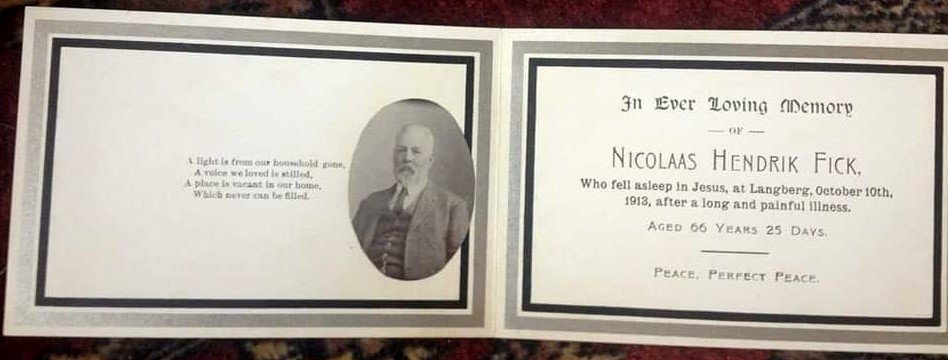 A light is from our household gone,
A voice we loved is stilled,
A place is vacant in our home,
Which never can be filled.
In Ever Loving Memory
— OF —
NICOLAAS HENDRIK FICK,
Who fell asleep in Jesus, at Langberg, October 10th,
1913, after a long and painful illness.
AGED 66 YEARS 25 DAYS.
PEACE, PERFECT PEACE.